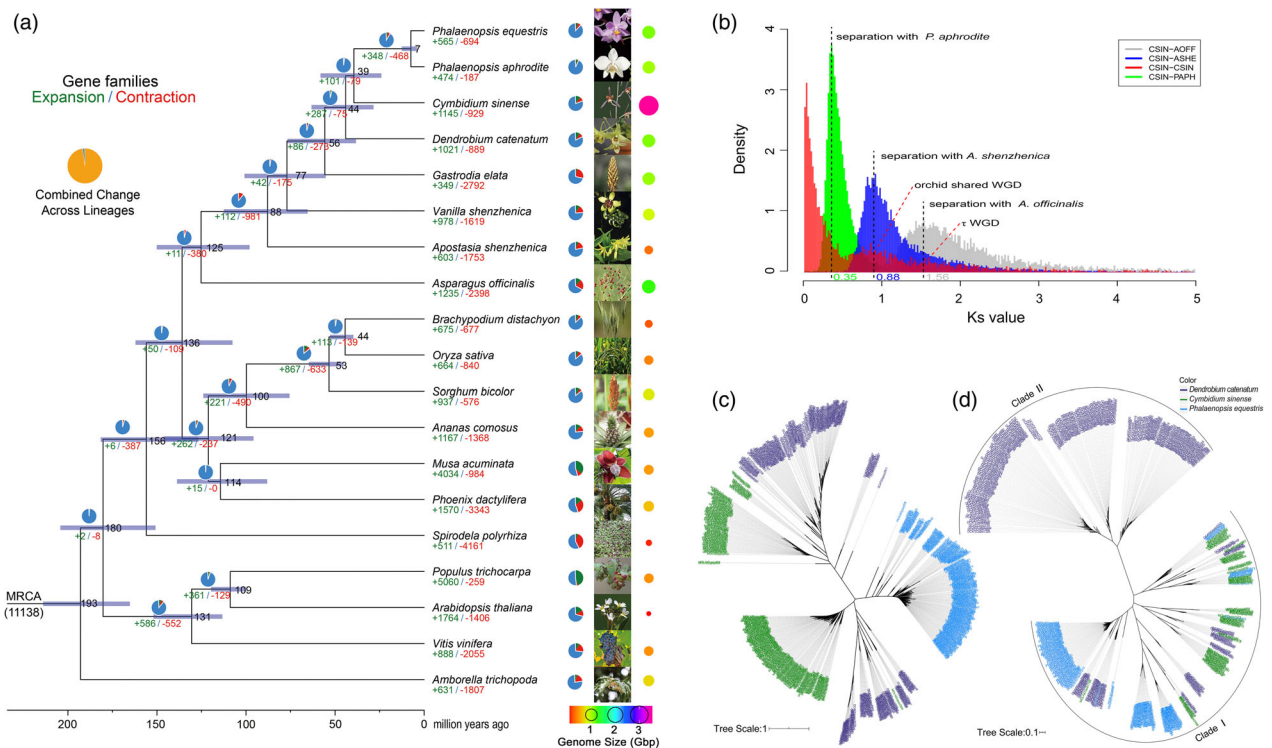 (a)
Gene families
Expansion / Contraction
Combined Change
Across Lineages
Phalaenopsis equestris
+565 / -694
7
+348 / -468
Phalaenopsis aphrodite
+474 / -187
39
+101 / -79
Cymbidium sinense
+1145 / -929
44
+287 / -75
Dendrobium catenatum
+1021 / -889
56
+86 / -273
Gastrodia elata
+349 / -2792
77
+42 / -175
Vanilla shenzhenica
+978 / -1619
88
+112 / -981
Apostasia shenzhenica
+603 / -1753
125
+11 / -380
Asparagus officinalis
+1235 / -2398
Brachypodium distachyon
+675 / -677
44
+113 / -139
136
+50 / -109
Oryza sativa
+664 / -840
53
+867 / -633
Sorghum bicolor
+937 / -576
100
+221 / -490
Ananas comosus
+1167 / -1368
156
+6 / -387
121
+262 / -237
Musa acuminata
+4034 / -984
114
+15 / -0
Phoenix dactylifera
+1570 / -3343
180
+2 / -8
Spirodela polyrhiza
+511 / -4161
Populus trichocarpa
+5060 / -259
109
+361 / -129
MRCA
(11138)
193
Arabidopsis thaliana
+1764 / -1406
131
+586 / -552
Vitis vinifera
+888 / -2055
Amborella trichopoda
+631 / -1807
200 150 100 50 0 million years ago
1 2 3
Genome Size (Gbp)
(b)
4
3
2
1
0
Density
separation with P. aphrodite
CSIN-AOFF
CSIN-ASHE
CSIN-CSIN
CSIN-PAPH
separation with A. shenzhenica
orchid shared WGD
separation with A. officinalis
τ WGD
0.35 0.88 1.56
0 1 2 3 4 5
Ks value
(c)
Tree Scale:1
(d)
Color
Dendrobium catenatum
Cymbidium sinense
Phalaenopsis equestris
Clade II
Clade I
Tree Scale:0.1